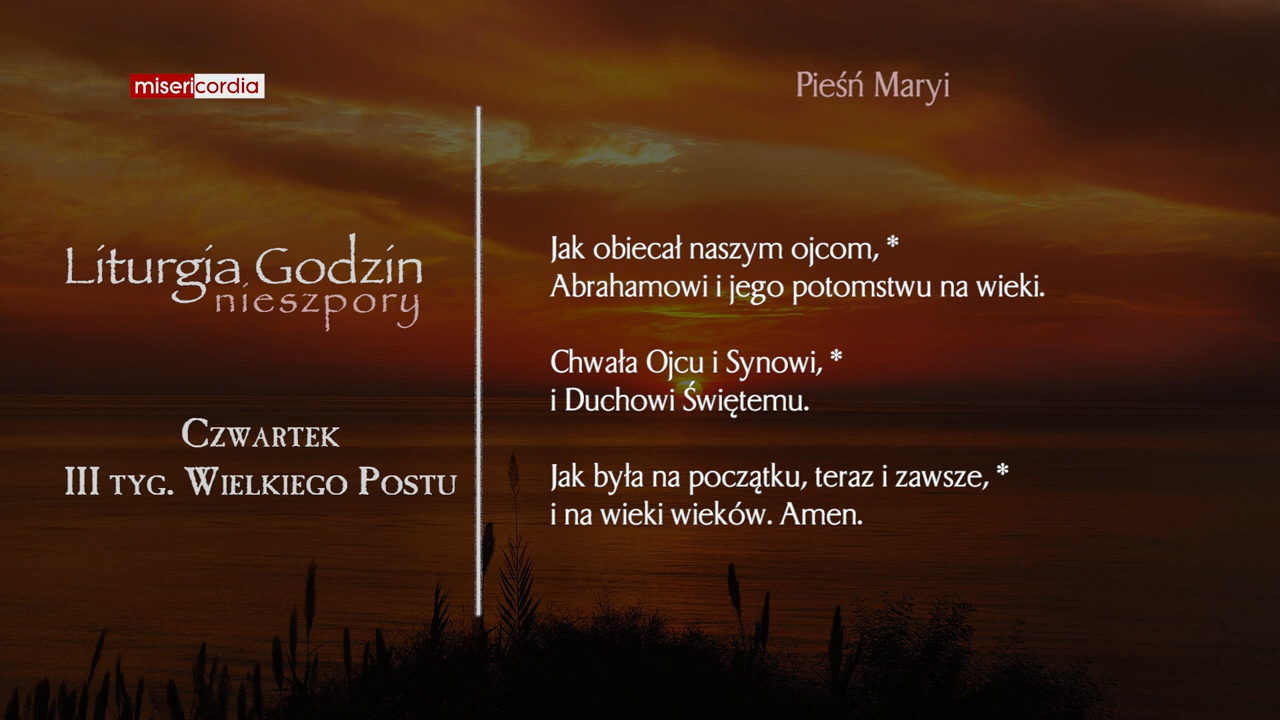 misericordia
Liturgia Godzin
nieszpory
Czwartek
III tyg. Wielkiego Postu
Pieśń Maryi
Jak obiecał naszym ojcom, *
Abrahamowi i jego potomstwu na wieki.
Chwała Ojcu i Synowi, *
i Duchowi Świętemu.
Jak była na początku, teraz i zawsze, *
i na wieki wieków. Amen.